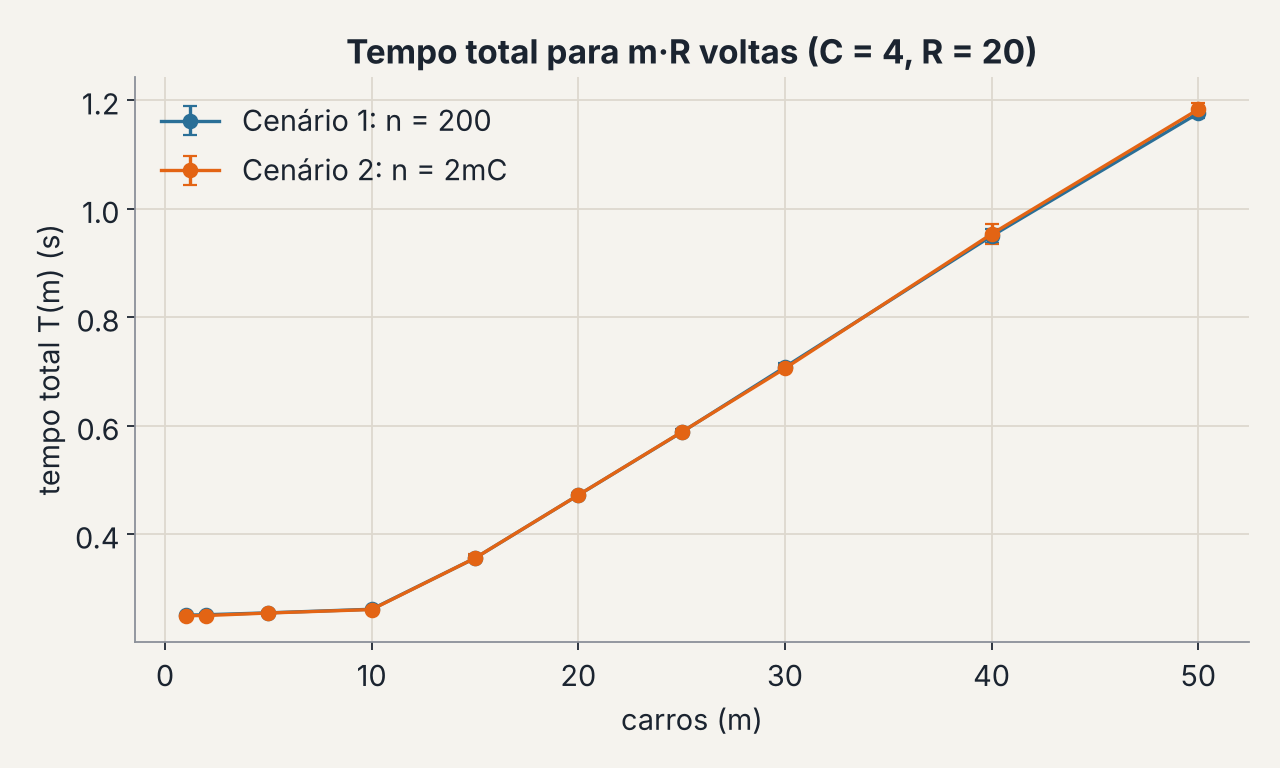 Tempo total para m·R voltas (C = 4, R = 20)
Cenário 1: n = 200
Cenário 2: n = 2mC
tempo total T(m) (s)
1.2
1.0
0.8
0.6
0.4
0 10 20 30 40 50
carros (m)